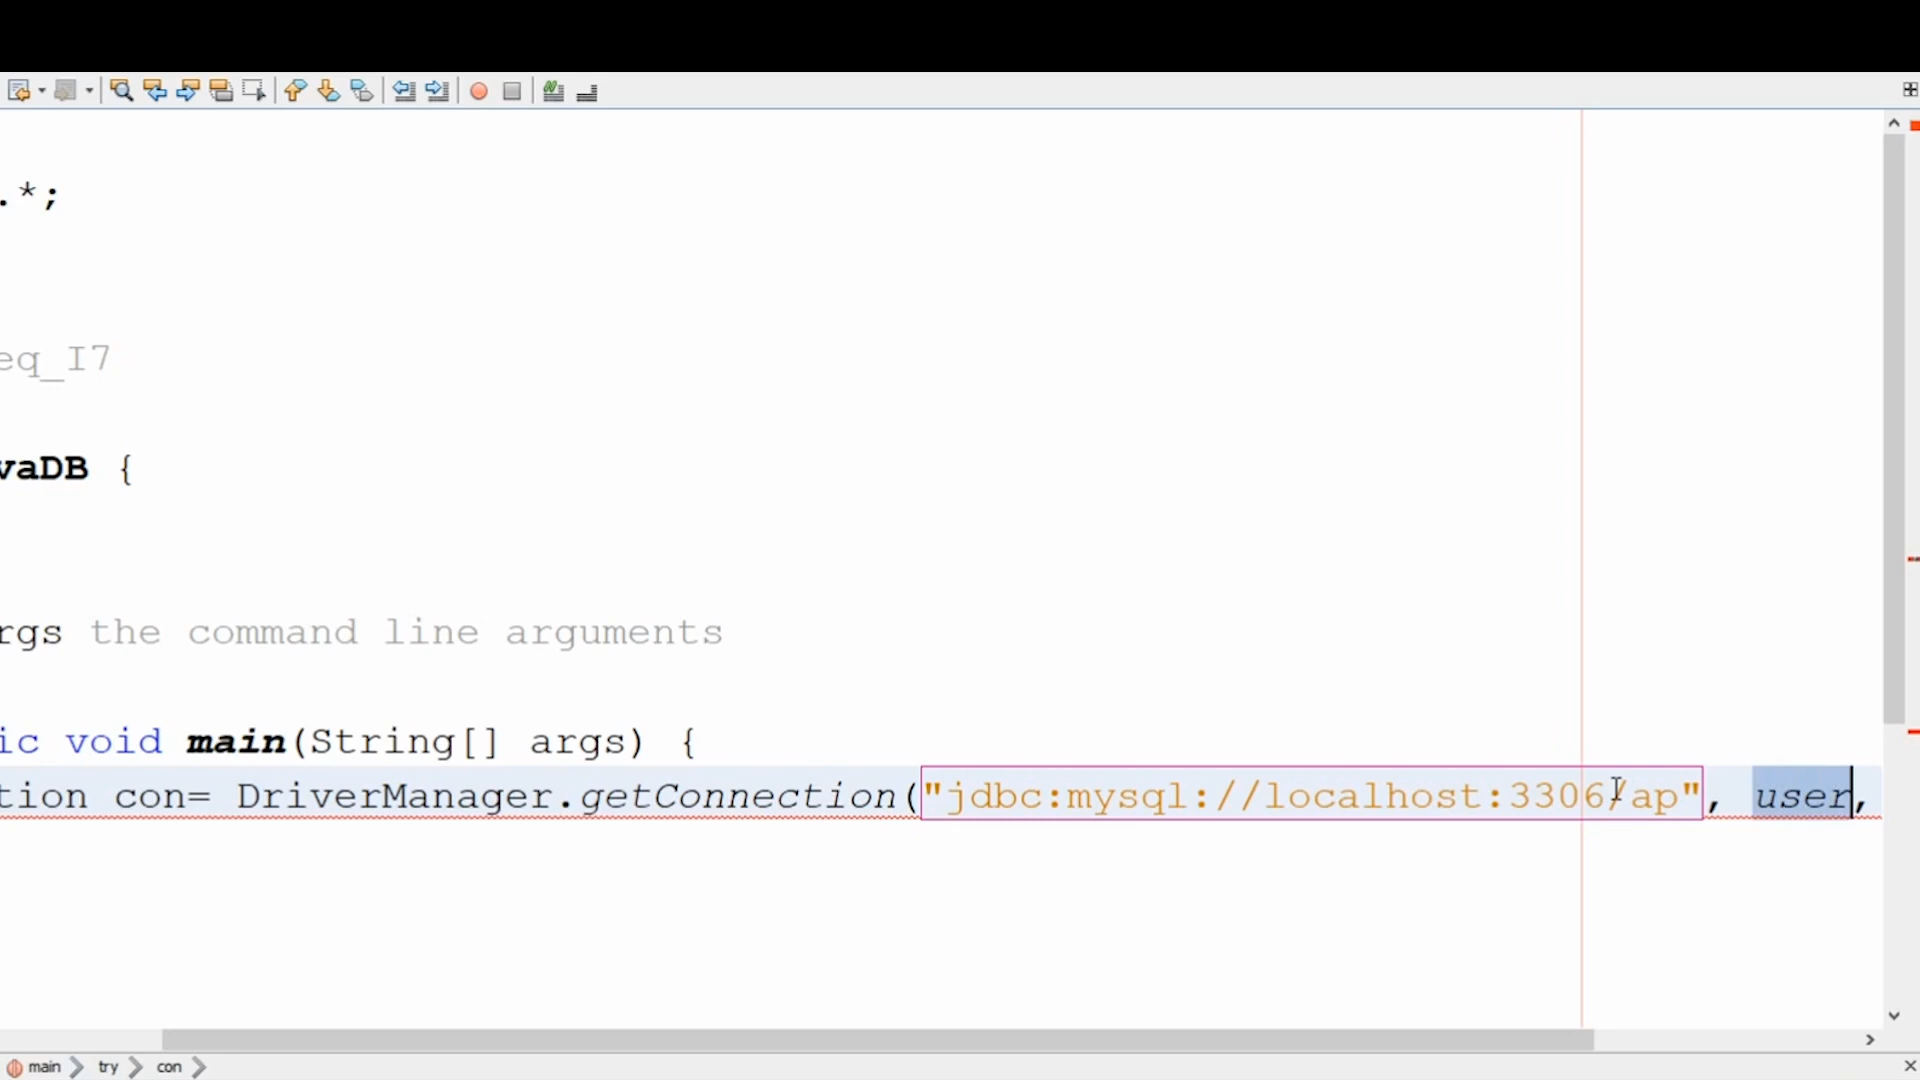 .*;
eq_I7
vaDB {
rgs the command line arguments
ic void main(String[] args) {
tion con= DriverManager.getConnection("jdbc:mysql://localhost:3306/ap", user,
main try con